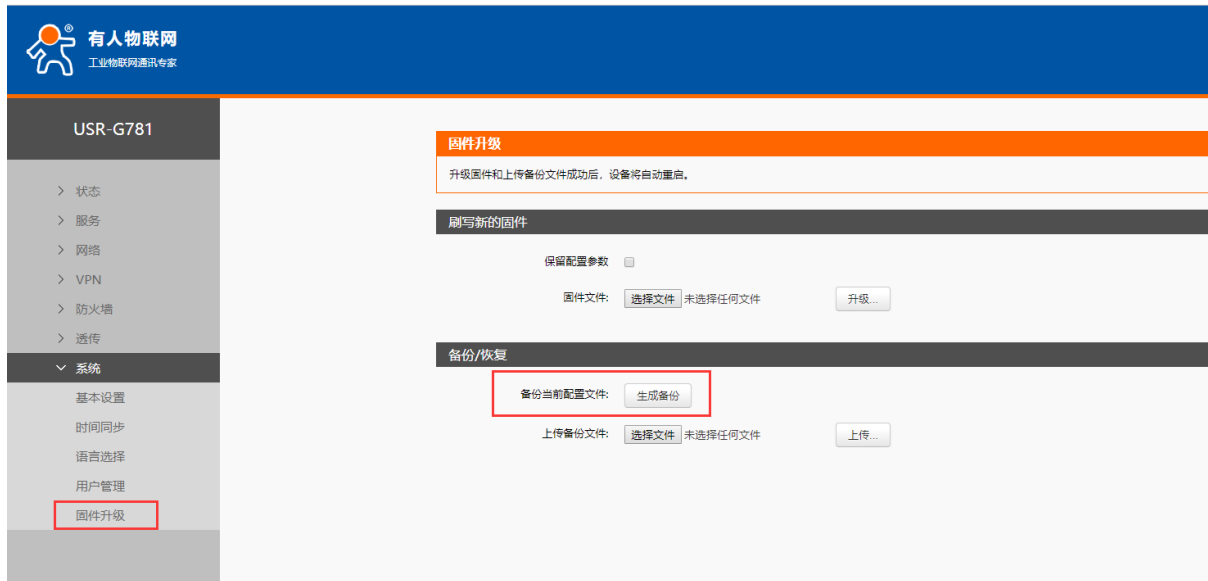 ®
有人物联网
工业物联网通讯专家
USR-G781
状态
服务
网络
VPN
防火墙
透传
系统
基本设置
时间同步
语言选择
用户管理
固件升级
固件升级
升级固件和上传备份文件成功后，设备将自动重启。
刷写新的固件
保留配置参数
固件文件: 选择文件 未选择任何文件 升级...
备份/恢复
备份当前配置文件: 生成备份
上传备份文件: 选择文件 未选择任何文件 上传...